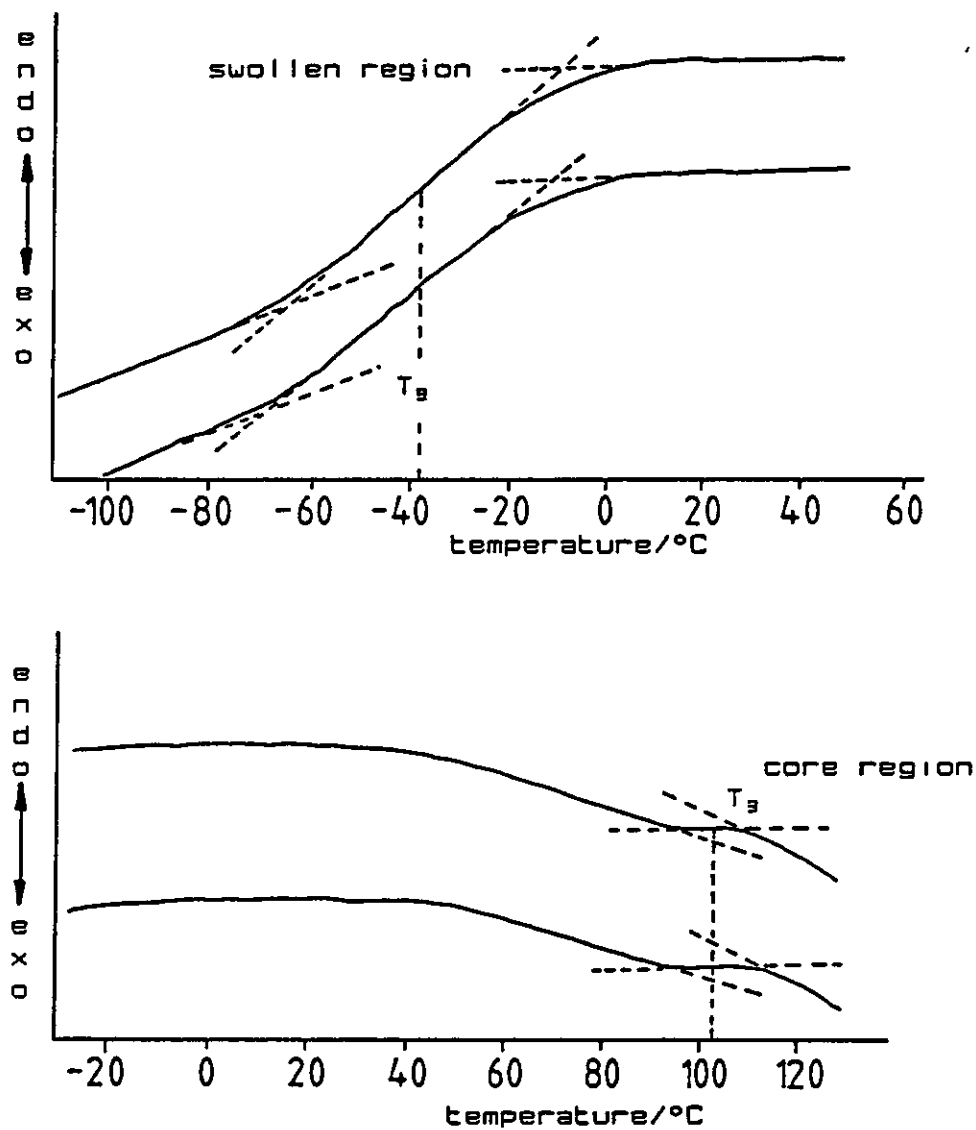 endo
exo
swollen region
Tg
-100 -80 -60 -40 -20 0 20 40 60
temperature/°C
endo
exo
core region
Tg
-20 0 20 40 60 80 100 120
temperature/°C